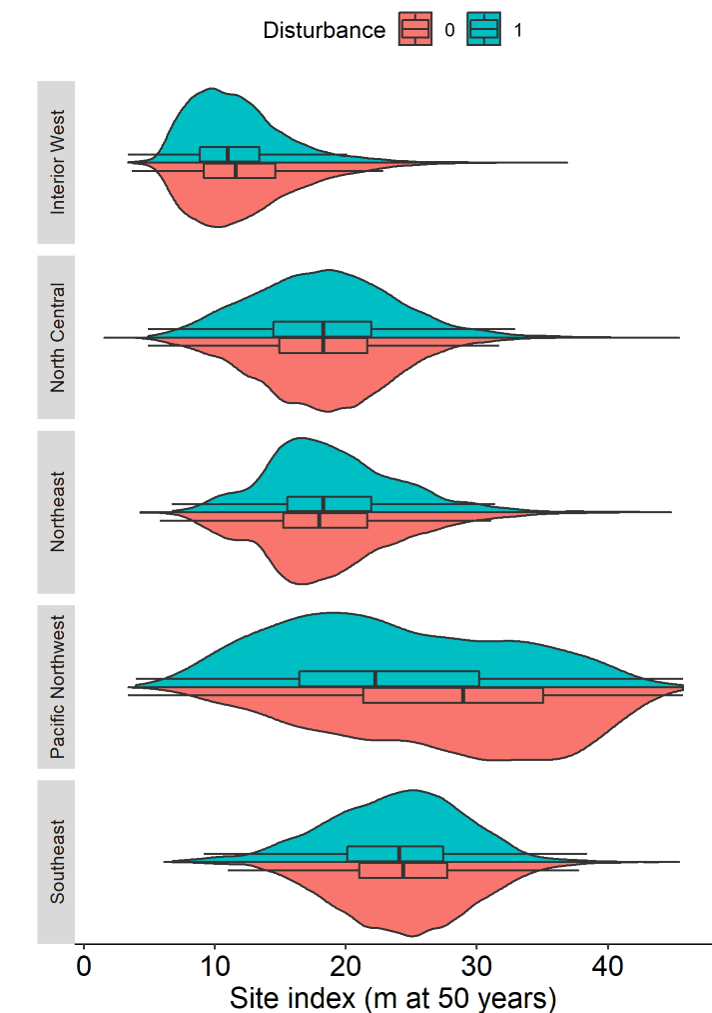 Disturbance 0 1
Interior West
North Central
Northeast
Pacific Northwest
Southeast
0 10 20 30 40
Site index (m at 50 years)